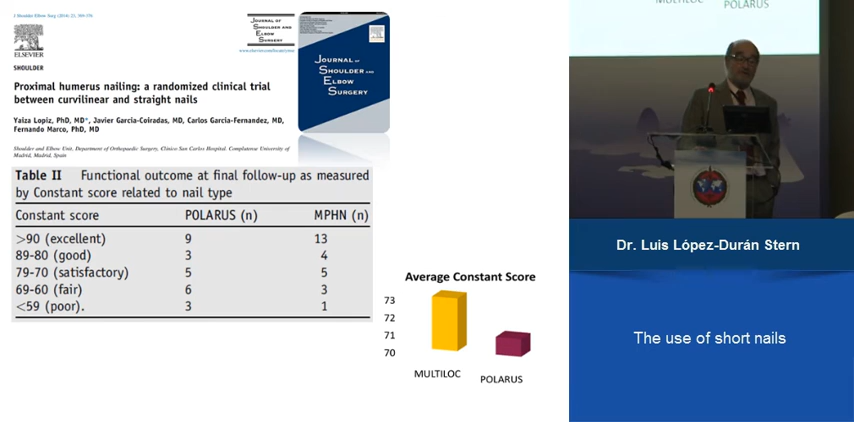 J Shoulder Elbow Surg (2014) 23, 369-376
ELSEVIER
JOURNAL OF
SHOULDER AND
ELBOW
SURGERY
JOURNAL OF
SHOULDER AND
ELBOW
SURGERY
SHOULDER
Proximal humerus nailing: a randomized clinical trial
between curvilinear and straight nails
Yaiza Lopiz, PhD, MD*, Javier Garcia-Coiradas, MD, Carlos Garcia-Fernandez, MD,
Fernando Marco, PhD, MD
Shoulder and Elbow Unit, Department of Orthopaedic Surgery, Clínico San Carlos Hospital. Complutense University of
Madrid, Madrid, Spain
Table II Functional outcome at final follow-up as measured
by Constant score related to nail type
Constant score POLARUS (n) MPHN (n)
>90 (excellent) 9 13
89-80 (good) 3 4
79-70 (satisfactory) 5 5
69-60 (fair) 6 3
<59 (poor). 3 1
Average Constant Score
73
72
71
70
MULTILOC POLARUS
MULTILOC POLARUS
Dr. Luis López-Durán Stern
The use of short nails